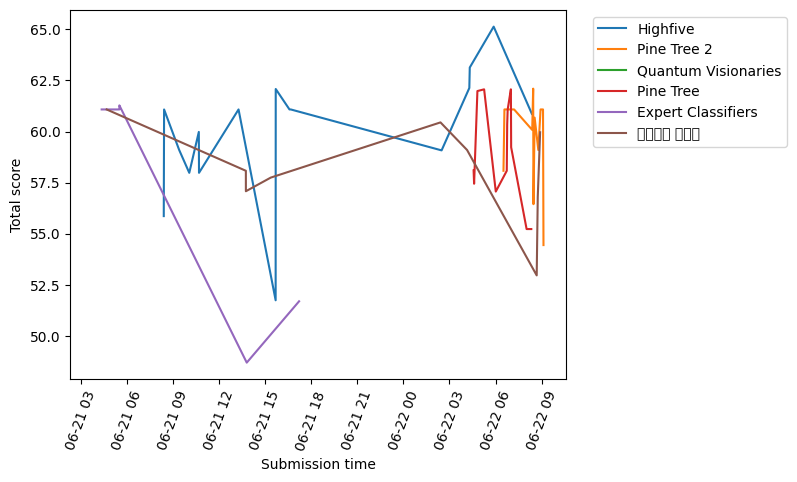 65.0
62.5
60.0
57.5
55.0
52.5
50.0
Total score
06-21 03
06-21 06
06-21 09
06-21 12
06-21 15
06-21 18
06-21 21
06-22 00
06-22 03
06-22 06
06-22 09
Submission time
Highfive
Pine Tree 2
Quantum Visionaries
Pine Tree
Expert Classifiers